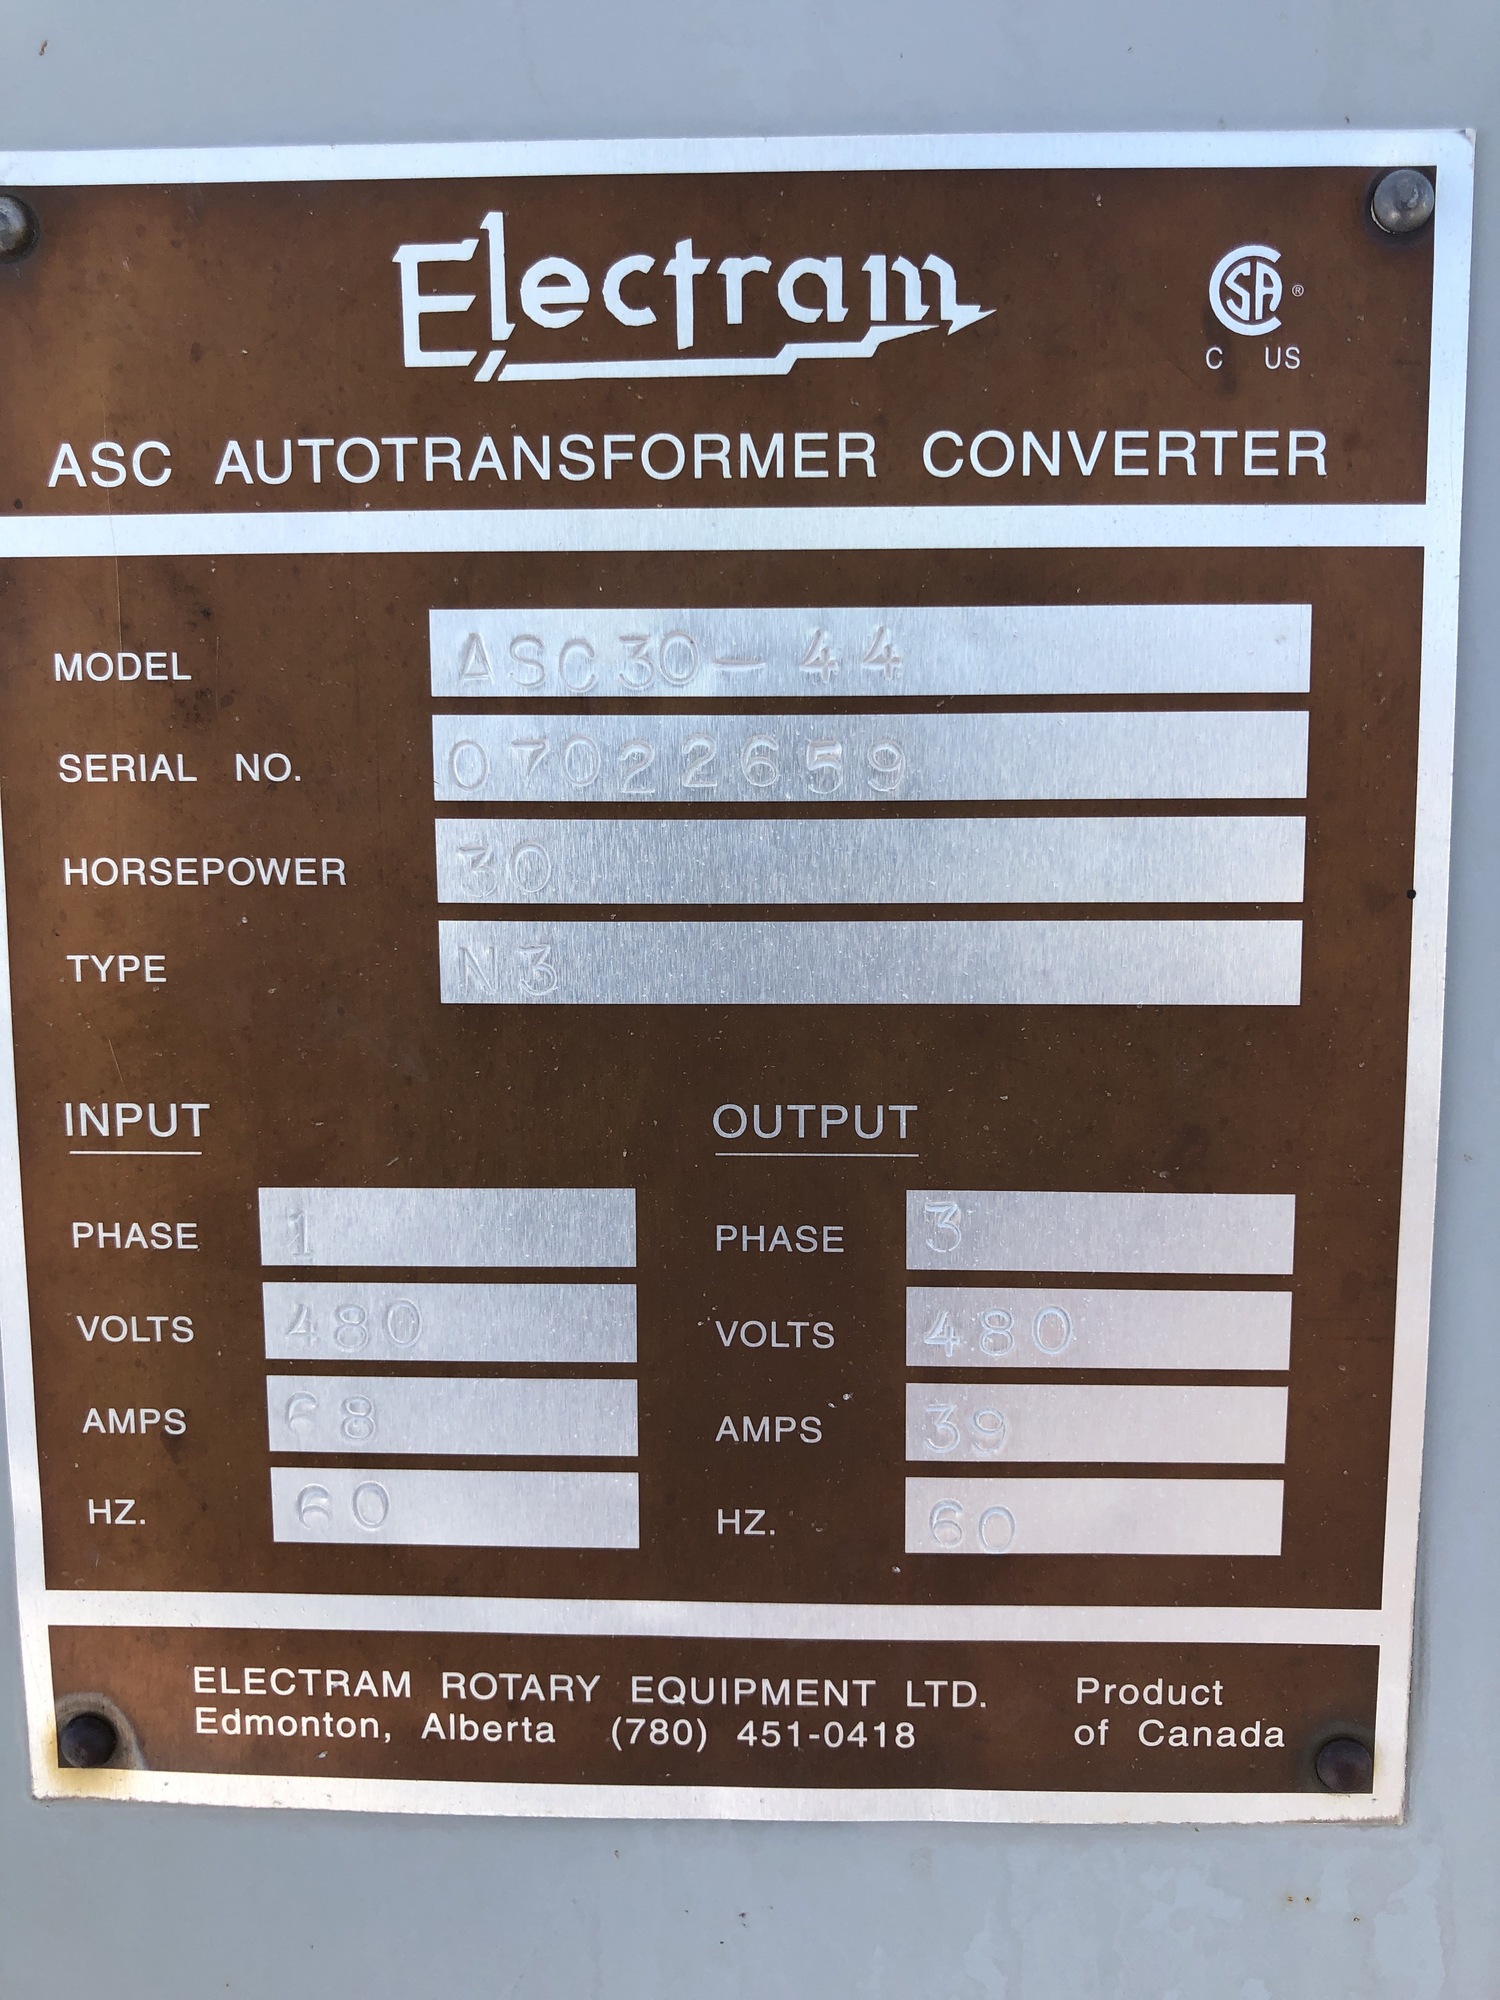 Electram
CSA ®
C US
ASC AUTOTRANSFORMER CONVERTER
MODEL ASC30-44
SERIAL NO. 07022659
HORSEPOWER 30
TYPE N3
INPUT OUTPUT
PHASE 1 PHASE 3
VOLTS 480 VOLTS 480
AMPS 68 AMPS 39
HZ. 60 HZ. 60
ELECTRAM ROTARY EQUIPMENT LTD. Product
Edmonton, Alberta (780) 451-0418 of Canada